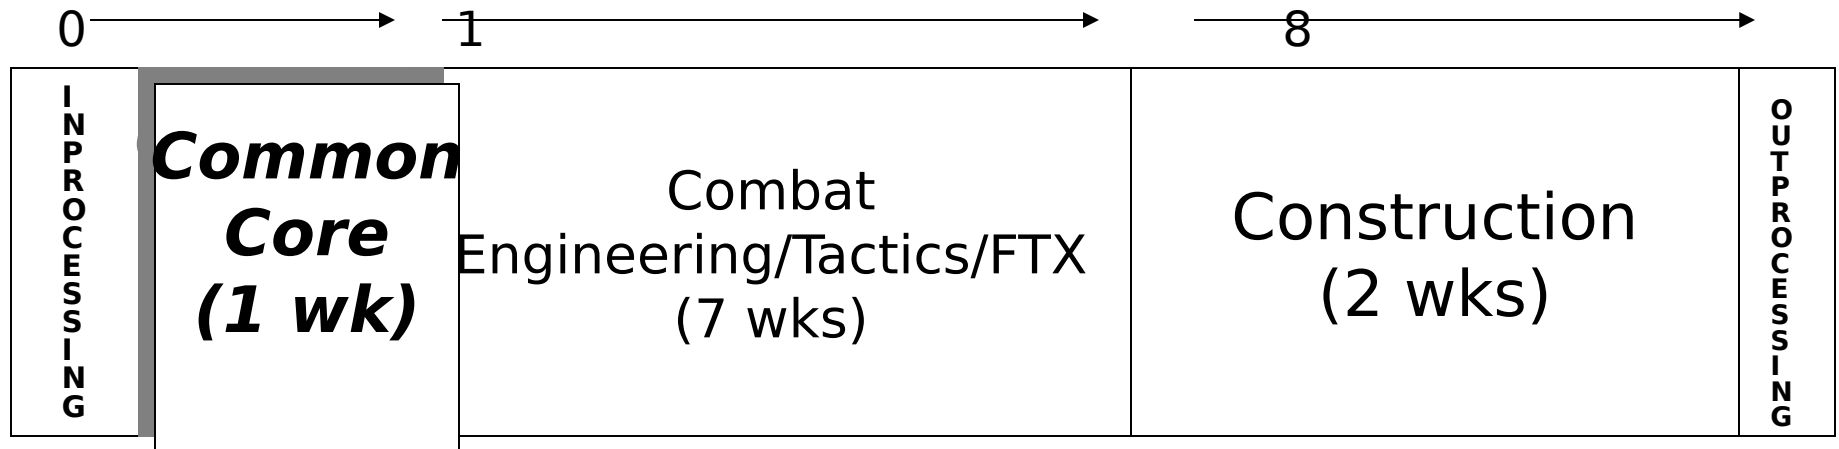 0 1 8
INPROCESSING
Common
Core
(1 wk)
Combat
Engineering/Tactics/FTX
(7 wks)
Construction
(2 wks)
OUTPROCESSING